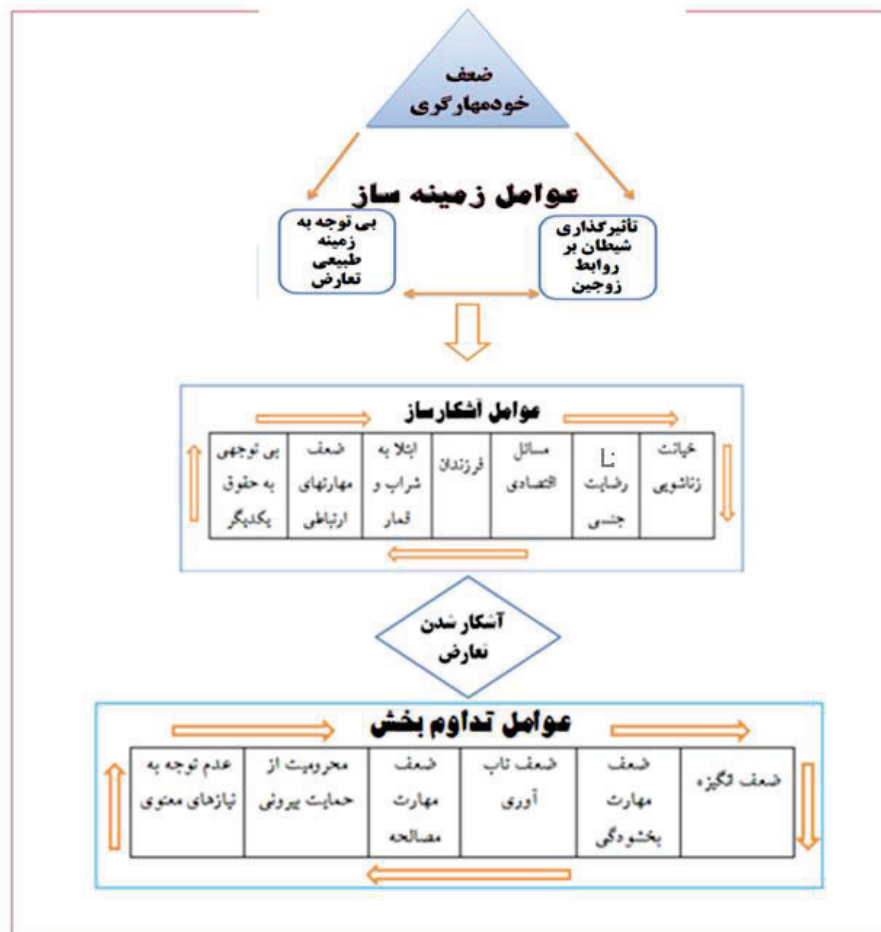 ضعف
خودمهارگری
عوامل زمینه ساز
تأثیرگذاری
شیطان بر
روابط
زوجین
بی توجه به
زمینه
طبیعی
تعارض
عوامل آشکارساز
خیانت
زناشویی
نا
رضایت
جنسی
مسائل
اقتصادی
فرزندان
ابتلا به
شراب و
قمار
ضعف
مهارتهای
ارتباطی
بی توجهی
به حقوق
یکدیگر
آشکار شدن
تعارض
عوامل تداوم بخش
ضعف انگیزه
ضعف
مهارت
بخشودگی
ضعف تاب
آوری
ضعف
مهارت
مصالحه
محرومیت از
حمایت بیرونی
عدم توجه به
نیازهای معنوی